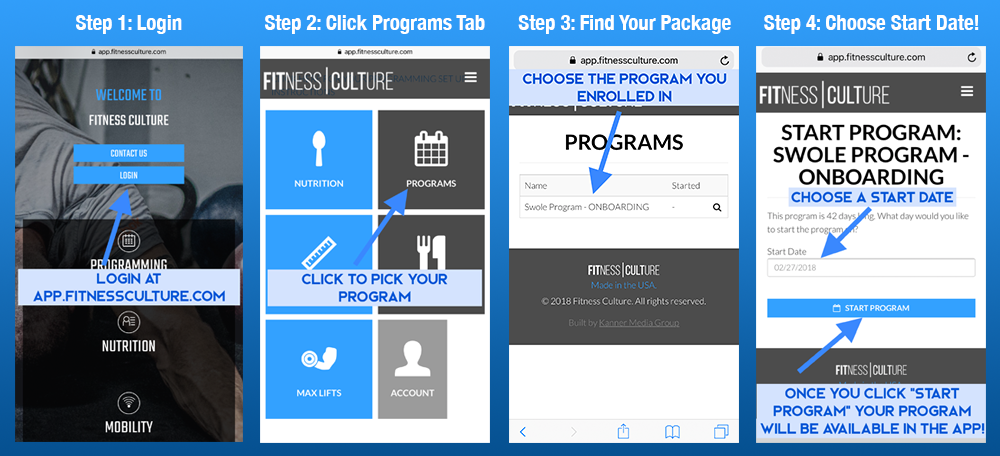 Step 1: Login
app.fitnessculture.com
WELCOME TO
FITNESS CULTURE
CONTACT US
LOGIN
PROGRAMMING
LOGIN AT
APP.FITNESSCULTURE.COM
NUTRITION
MOBILITY
Step 2: Click Programs Tab
app.fitnessculture.com
FITNESS|CULTURE
NUTRITION
PROGRAMS
CLICK TO PICK YOUR
PROGRAM
MAX LIFTS
ACCOUNT
Step 3: Find Your Package
app.fitnessculture.com
CHOOSE THE PROGRAM YOU
ENROLLED IN
PROGRAMS
Name Started
Swole Program - ONBOARDING -
FITNESS|CULTURE
Made in the USA.
© 2018 Fitness Culture. All rights reserved.
Built by Kanner Media Group
Step 4: Choose Start Date!
app.fitnessculture.com
FITNESS|CULTURE
START PROGRAM:
SWOLE PROGRAM -
ONBOARDING
CHOOSE A START DATE
This program is 42 days long. What day would you like
to start the program
Start Date
02/27/2018
START PROGRAM
FITNESS|CULTURE
ONCE YOU CLICK "START
PROGRAM" YOUR PROGRAM
WILL BE AVAILABLE IN THE APP!